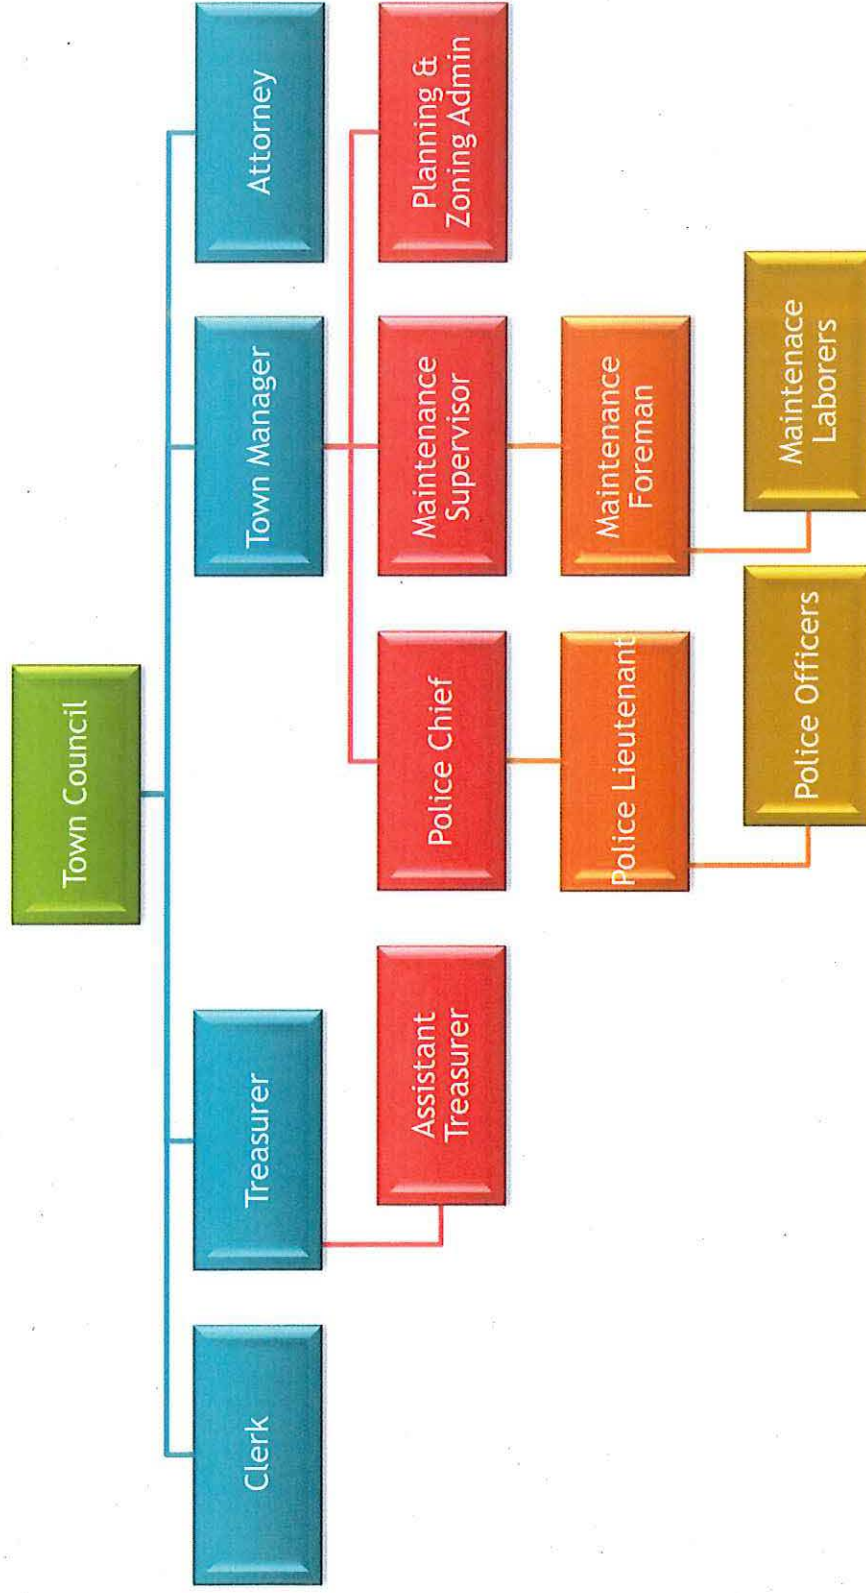 Town Council
Clerk
Treasurer
Town Manager
Attorney
Assistant
Treasurer
Police Chief
Maintenance
Supervisor
Planning &
Zoning Admin
Police Lieutenant
Maintenance
Foreman
Police Officers
Maintenace
Laborers